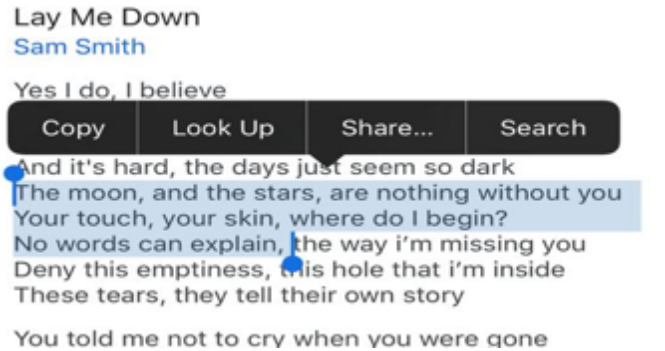 Lay Me Down
Sam Smith
Yes I do, I believe
Copy Look Up Share... Search
And it's hard, the days just seem so dark
The moon, and the stars, are nothing without you
Your touch, your skin, where do I begin?
No words can explain, the way i'm missing you
Deny this emptiness, this hole that i'm inside
These tears, they tell their own story
You told me not to cry when you were gone